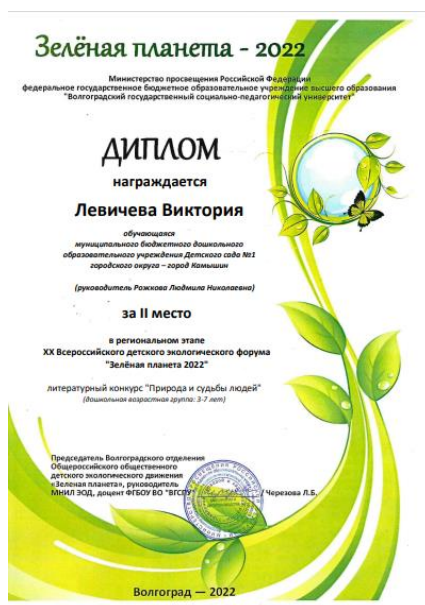 Зелёная планета - 2022
Министерство просвещения Российской Федерации
федеральное государственное бюджетное образовательное учреждение высшего образования
"Волгоградский государственный социально-педагогический университет"
ДИПЛОМ
награждается
Левичева Виктория
обучающаяся
муниципального бюджетного дошкольного
образовательного учреждения Детского сада №1
городского округа – город Камышин
(руководитель Рожкова Людмила Николаевна)
за II место
в региональном этапе
XX Всероссийского детского экологического форума
"Зелёная планета 2022"
литературный конкурс "Природа и судьбы людей"
(дошкольная возрастная группа: 3-7 лет)
Председатель Волгоградского отделения
Общероссийского общественного
детского экологического движения
«Зеленая планета», руководитель
МНИЛ ЭОД, доцент ФГБОУ ВО "ВГСПУ" / Черезова Л.Б.
Волгоград — 2022